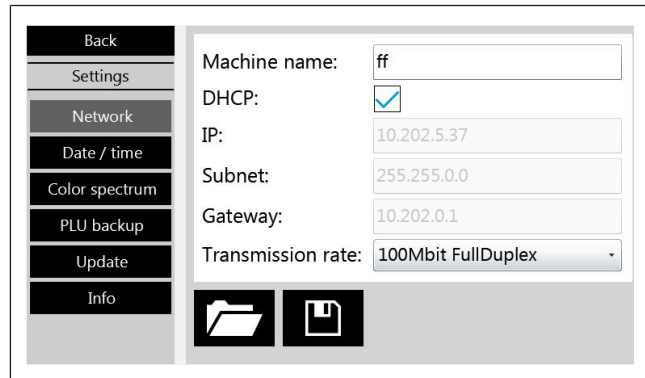 Back
Settings
Network
Date / time
Color spectrum
PLU backup
Update
Info
Machine name: ff
DHCP:
IP: 10.202.5.37
Subnet: 255.255.0.0
Gateway: 10.202.0.1
Transmission rate: 100Mbit FullDuplex